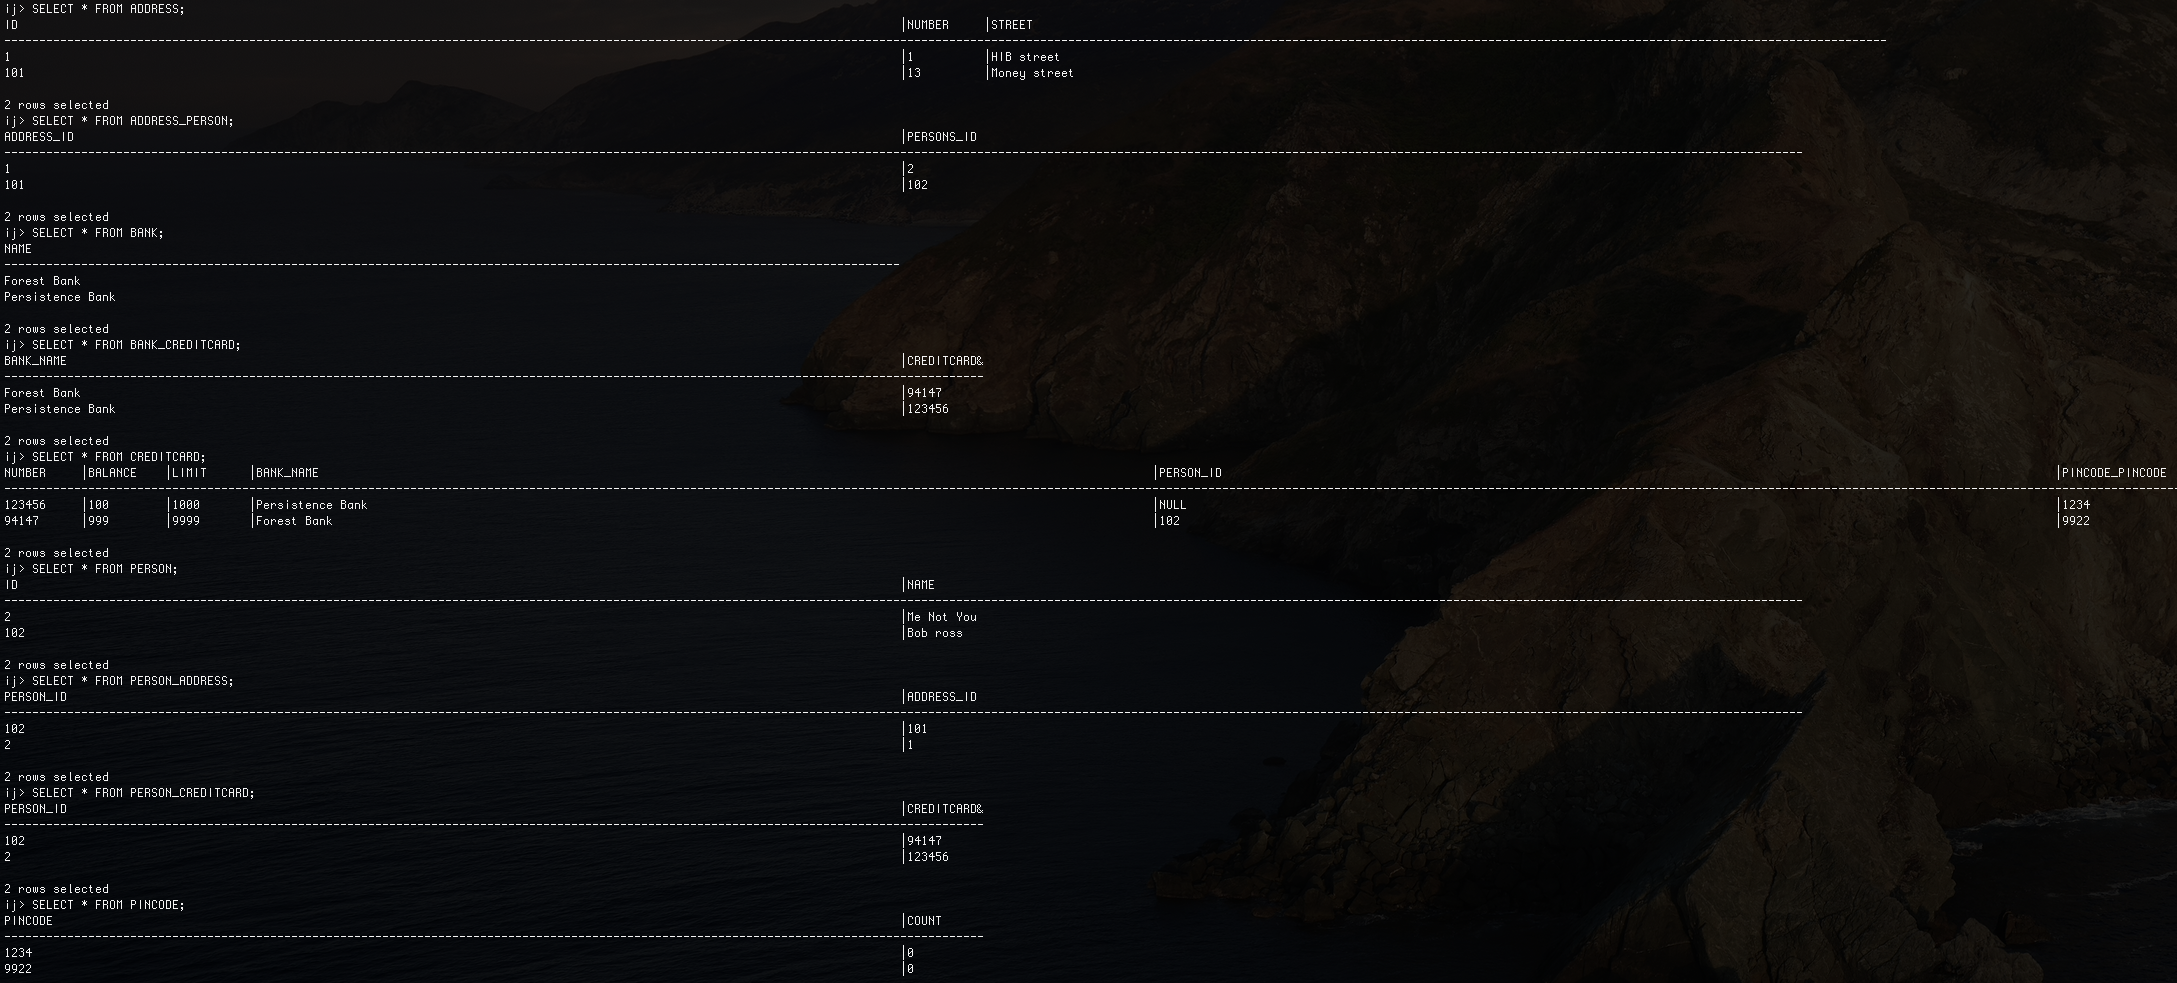 ij> SELECT * FROM ADDRESS;
ID |NUMBER |STREET
1 |1 |HIB street
101 |13 |Money street
2 rows selected
ij> SELECT * FROM ADDRESS_PERSON;
ADDRESS_ID |PERSONS_ID
1 |2
101 |102
2 rows selected
ij> SELECT * FROM BANK;
NAME
Forest Bank
Persistence Bank
2 rows selected
ij> SELECT * FROM BANK_CREDITCARD;
BANK_NAME |CREDITCARD&
Forest Bank |94147
Persistence Bank |123456
2 rows selected
ij> SELECT * FROM CREDITCARD;
NUMBER |BALANCE |LIMIT |BANK_NAME |PERSON_ID |PINCODE_PINCODE
123456 |100 |1000 |Persistence Bank |NULL |1234
94147 |999 |9999 |Forest Bank |102 |9922
2 rows selected
ij> SELECT * FROM PERSON;
ID |NAME
2 |Me Not You
102 |Bob ross
2 rows selected
ij> SELECT * FROM PERSON_ADDRESS;
PERSON_ID |ADDRESS_ID
102 |101
2 |1
2 rows selected
ij> SELECT * FROM PERSON_CREDITCARD;
PERSON_ID |CREDITCARD&
102 |94147
2 |123456
2 rows selected
ij> SELECT * FROM PINCODE;
PINCODE |COUNT
1234 |0
9922 |0